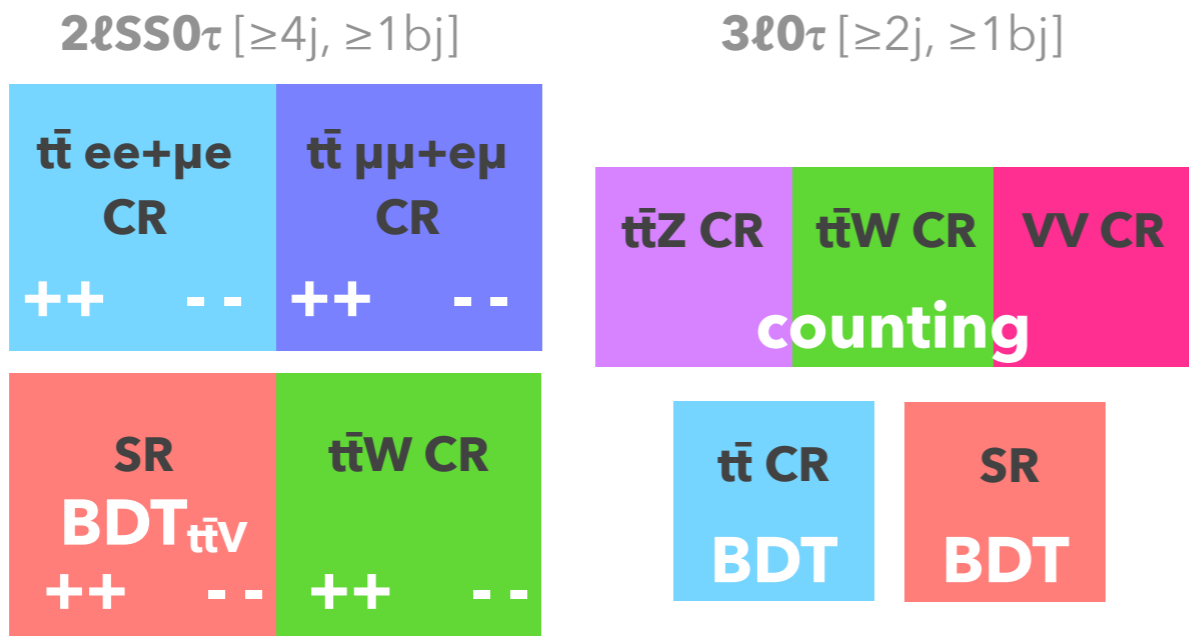 2ℓSS0τ [≥4j, ≥1bj]
tt̄ ee+μe
CR
++ - -
tt̄ μμ+eμ
CR
++ - -
SR
BDTtt̄V
++ - -
tt̄W CR
++ - -
3ℓ0τ [≥2j, ≥1bj]
tt̄Z CR
tt̄W CR
VV CR
counting
tt̄ CR
BDT
SR
BDT